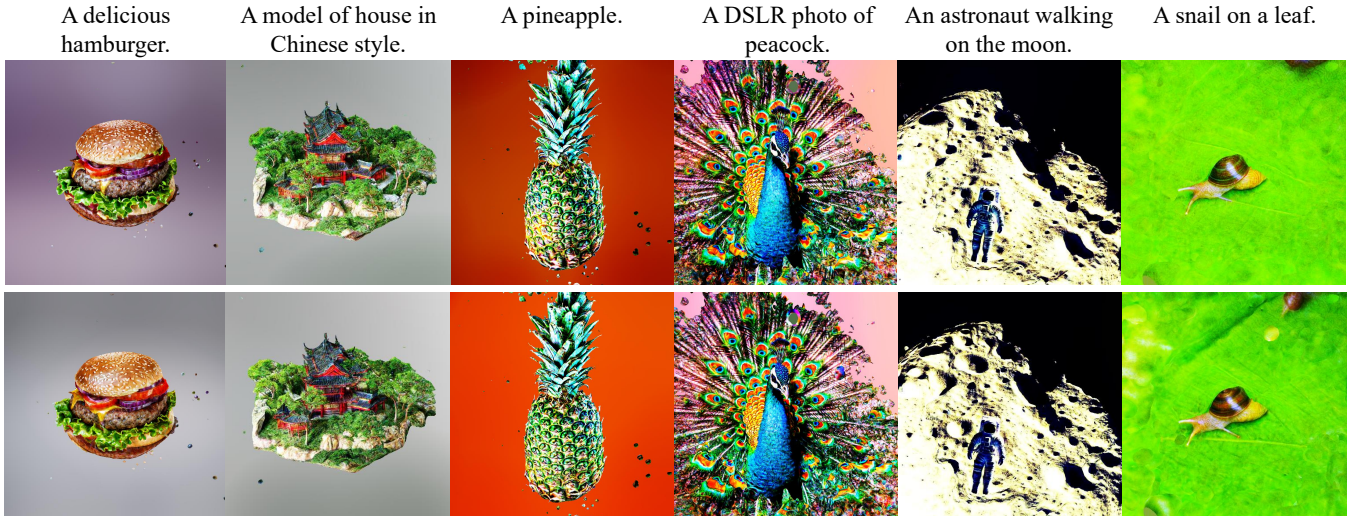 A delicious
hamburger.
A model of house in
Chinese style.
A pineapple.
A DSLR photo of
peacock.
An astronaut walking
on the moon.
A snail on a leaf.